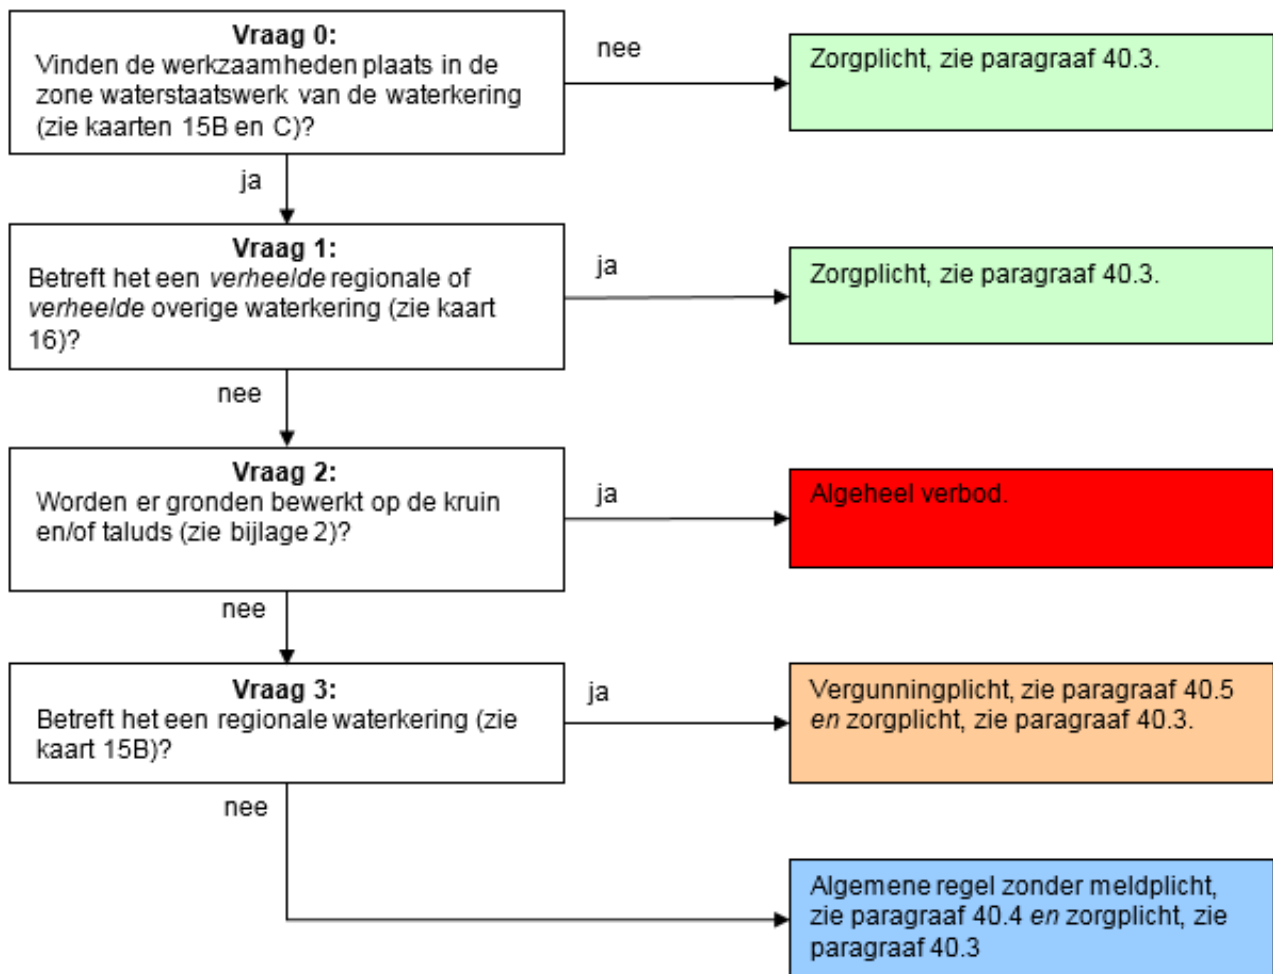 Vraag 0:
Vinden de werkzaamheden plaats in de
zone waterstaatswerk van de waterkering
(zie kaarten 15B en C)?
nee
Zorgplicht, zie paragraaf 40.3.
ja
Vraag 1:
Betreft het een verheelde regionale of
verheelde overige waterkering (zie kaart
16)?
ja
Zorgplicht, zie paragraaf 40.3.
nee
Vraag 2:
Worden er gronden bewerkt op de kruin
en/of taluds (zie bijlage 2)?
ja
Algeheel verbod.
nee
Vraag 3:
Betreft het een regionale waterkering (zie
kaart 15B)?
ja
Vergunningplicht, zie paragraaf 40.5
en zorgplicht, zie paragraaf 40.3.
nee
Algemene regel zonder meldplicht,
zie paragraaf 40.4 en zorgplicht, zie
paragraaf 40.3